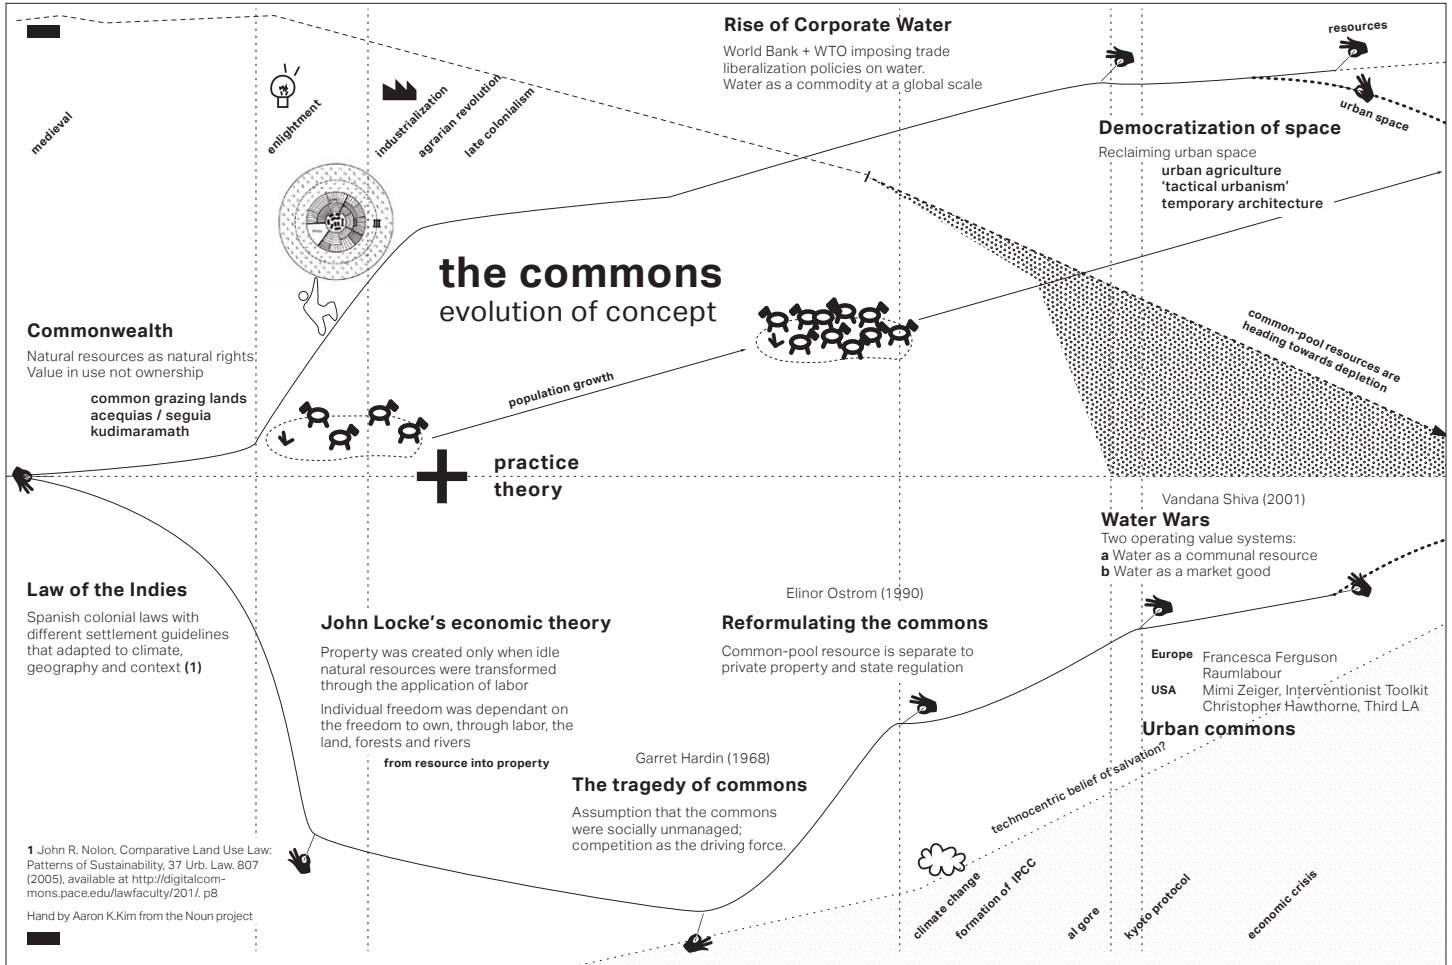 Rise of Corporate Water
World Bank + WTO imposing trade
liberalization policies on water.
Water as a commodity at a global scale
resources
urban space
medieval
enlightment
industrialization
agrarian revolution
late colonialism
Democratization of space
Reclaiming urban space
urban agriculture
'tactical urbanism'
temporary architecture
the commons
evolution of concept
Commonwealth
Natural resources as natural rights
Value in use not ownership
common grazing lands
acequias / seguia
kudimaramath
population growth
common-pool resources are
heading towards depletion
practice
theory
Vandana Shiva (2001)
Water Wars
Two operating value systems:
a Water as a communal resource
b Water as a market good
Law of the Indies
Spanish colonial laws with
different settlement guidelines
that adapted to climate,
geography and context (1)
John Locke's economic theory
Property was created only when idle
natural resources were transformed
through the application of labor
Individual freedom was dependant on
the freedom to own, through labor, the
land, forests and rivers
from resource into property
Elinor Ostrom (1990)
Reformulating the commons
Common-pool resource is separate to
private property and state regulation
Garret Hardin (1968)
The tragedy of commons
Assumption that the commons
were socially unmanaged;
competition as the driving force.
Europe Francesca Ferguson
Raumlabour
USA Mimi Zeiger, Interventionist Toolkit
Christopher Hawthorne, Third LA
Urban commons
technocentric belief of salvation?
climate change
formation of IPCC
al gore
kyoto protocol
economic crisis
1 John R. Nolon, Comparative Land Use Law:
Patterns of Sustainability, 37 Urb. Law. 807
(2005), available at http://digitalcom-
mons.pace.edu/lawfaculty/201/. p8
Hand by Aaron K.Kim from the Noun project